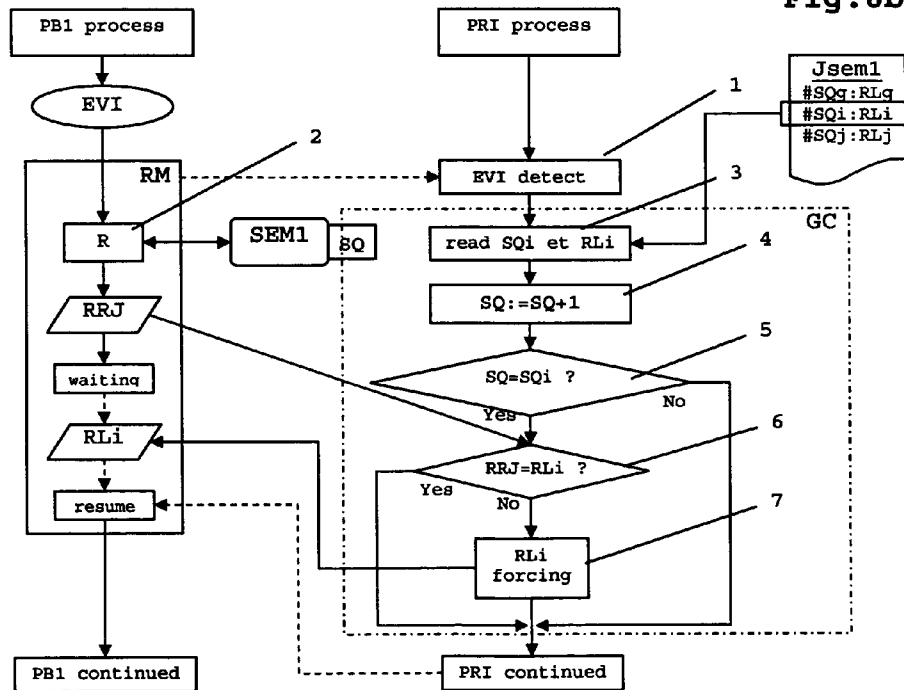 Fig.8b
PB1 process
PRI process
Jsem1
#SQg:RLg
#SQi:RLi
#SQj:RLj
EVI
1
2
RM
EVI detect
3
GC
R
SEM1
SQ
read SQi et RLi
4
RRJ
SQ:=SQ+1
5
waiting
SQ=SQi ?
No
Yes
RLi
6
RRJ=RLi ?
Yes
No
resume
7
RLi
forcing
PB1 continued
PRI continued